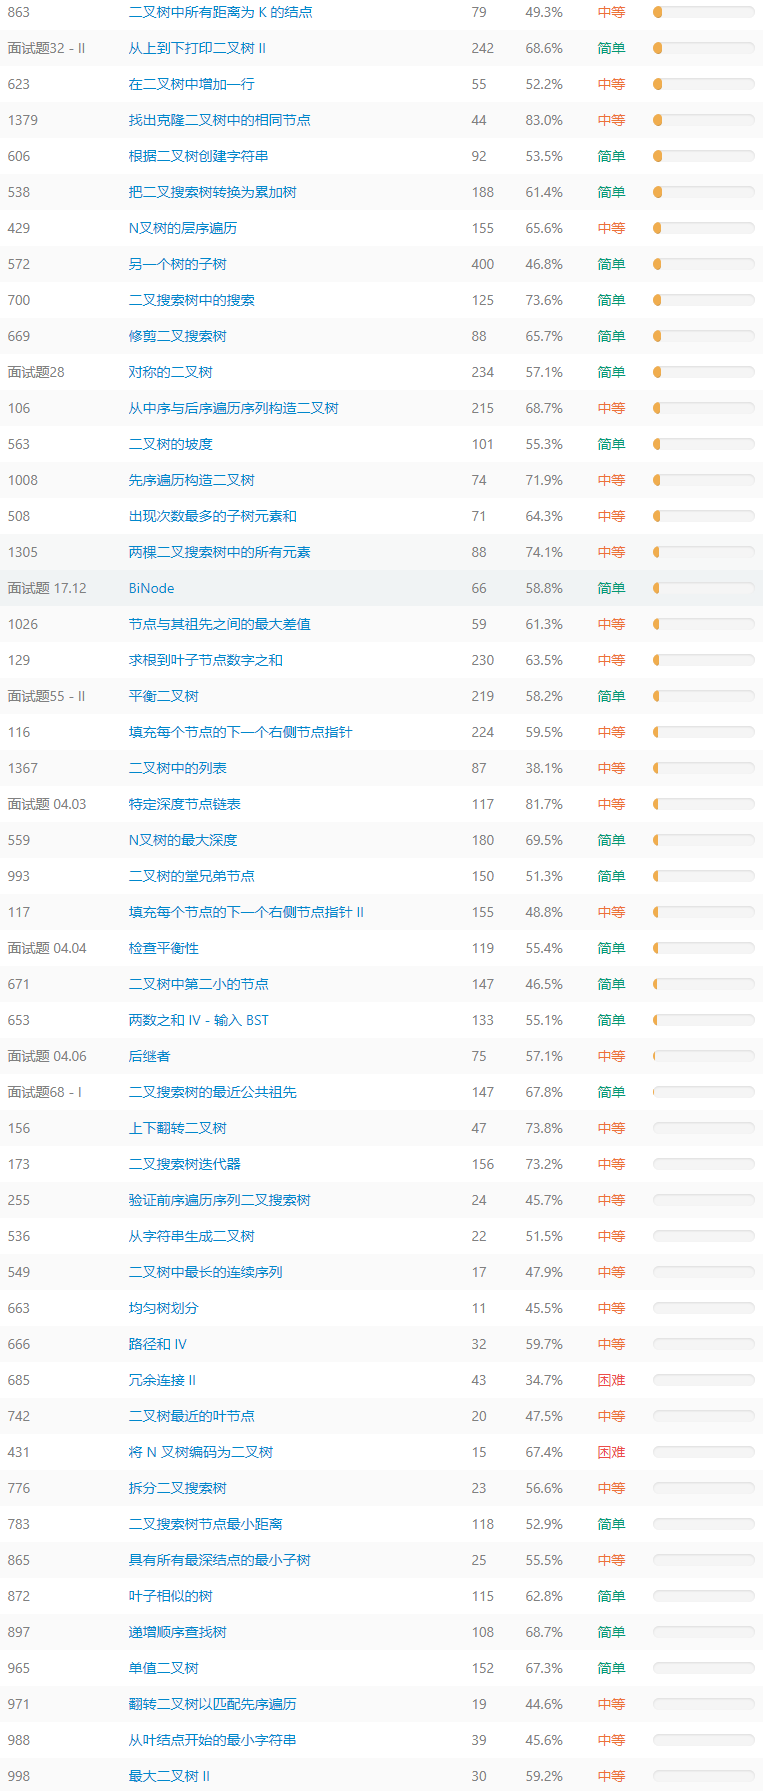 863 二叉树中所有距离为 K 的结点 79 49.3% 中等
面试题32 - II 从上到下打印二叉树 II 242 68.6% 简单
623 在二叉树中增加一行 55 52.2% 中等
1379 找出克隆二叉树中的相同节点 44 83.0% 中等
606 根据二叉树创建字符串 92 53.5% 简单
538 把二叉搜索树转换为累加树 188 61.4% 简单
429 N叉树的层序遍历 155 65.6% 中等
572 另一个树的子树 400 46.8% 简单
700 二叉搜索树中的搜索 125 73.6% 简单
669 修剪二叉搜索树 88 65.7% 简单
面试题28 对称的二叉树 234 57.1% 简单
106 从中序与后序遍历序列构造二叉树 215 68.7% 中等
563 二叉树的坡度 101 55.3% 简单
1008 先序遍历构造二叉树 74 71.9% 中等
508 出现次数最多的子树元素和 71 64.3% 中等
1305 两棵二叉搜索树中的所有元素 88 74.1% 中等
面试题 17.12 BiNode 66 58.8% 简单
1026 节点与其祖先之间的最大差值 59 61.3% 中等
129 求根到叶子节点数字之和 230 63.5% 中等
面试题55 - II 平衡二叉树 219 58.2% 简单
116 填充每个节点的下一个右侧节点指针 224 59.5% 中等
1367 二叉树中的列表 87 38.1% 中等
面试题 04.03 特定深度节点链表 117 81.7% 中等
559 N叉树的最大深度 180 69.5% 简单
993 二叉树的堂兄弟节点 150 51.3% 简单
117 填充每个节点的下一个右侧节点指针 II 155 48.8% 中等
面试题 04.04 检查平衡性 119 55.4% 简单
671 二叉树中第二小的节点 147 46.5% 简单
653 两数之和 IV - 输入 BST 133 55.1% 简单
面试题 04.06 后继者 75 57.1% 中等
面试题68 - I 二叉搜索树的最近公共祖先 147 67.8% 简单
156 上下翻转二叉树 47 73.8% 中等
173 二叉搜索树迭代器 156 73.2% 中等
255 验证前序遍历序列二叉搜索树 24 45.7% 中等
536 从字符串生成二叉树 22 51.5% 中等
549 二叉树中最长的连续序列 17 47.9% 中等
663 均匀树划分 11 45.5% 中等
666 路径和 IV 32 59.7% 中等
685 冗余连接 II 43 34.7% 困难
742 二叉树最近的叶节点 20 47.5% 中等
431 将 N 叉树编码为二叉树 15 67.4% 困难
776 拆分二叉搜索树 23 56.6% 中等
783 二叉搜索树节点最小距离 118 52.9% 简单
865 具有所有最深结点的最小子树 25 55.5% 中等
872 叶子相似的树 115 62.8% 简单
897 递增顺序查找树 108 68.7% 简单
965 单值二叉树 152 67.3% 简单
971 翻转二叉树以匹配先序遍历 19 44.6% 中等
988 从叶结点开始的最小字符串 39 45.6% 中等
998 最大二叉树 II 30 59.2% 中等